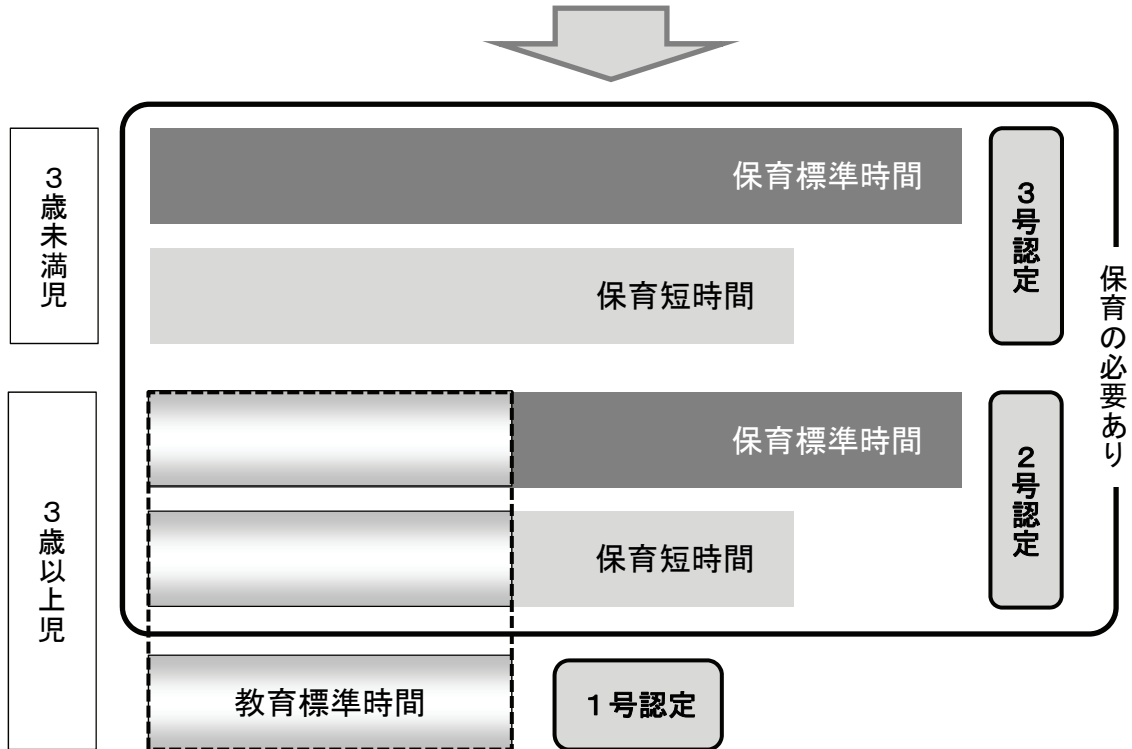 3歳未満児
保育標準時間
保育短時間
3号認定
保育の必要あり
3歳以上児
保育標準時間
保育短時間
2号認定
教育標準時間
1号認定